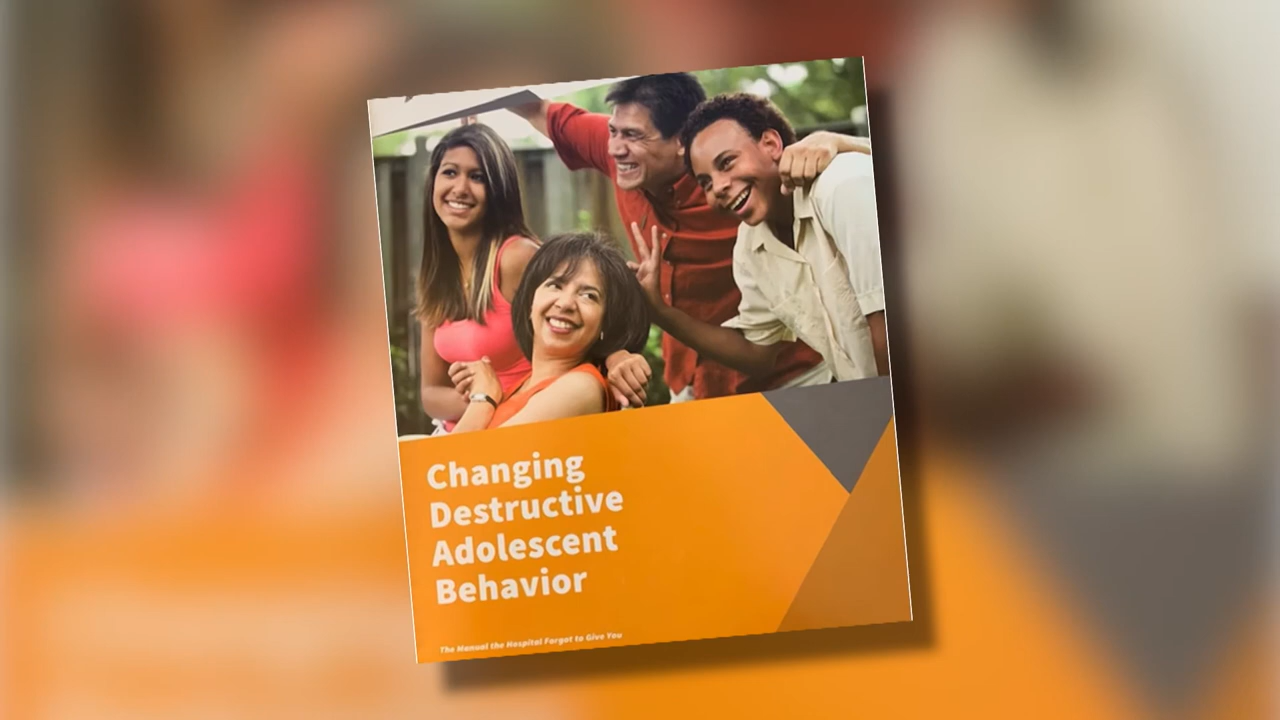 Changing
Destructive
Adolescent
Behavior
The Manual the Hospital Forgot to Give You